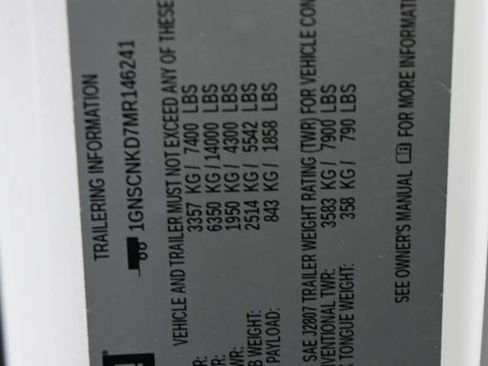 TRAILERING INFORMATION
1GNSCNKD7MR146241
VEHICLE AND TRAILER MUST NOT EXCEED ANY OF THESE
R: 3357 KG / 7400 LBS
R: 6350 KG / 14000 LBS
WR: 1950 KG / 4300 LBS
B WEIGHT: 2514 KG / 5542 LBS
PAYLOAD: 843 KG / 1858 LBS
SAE J2807 TRAILER WEIGHT RATING (TWR) FOR VEHICLE CON
VENTIONAL TWR: 3583 KG / 7900 LBS
TONGUE WEIGHT: 358 KG / 790 LBS
SEE OWNER'S MANUAL FOR MORE INFORMATI